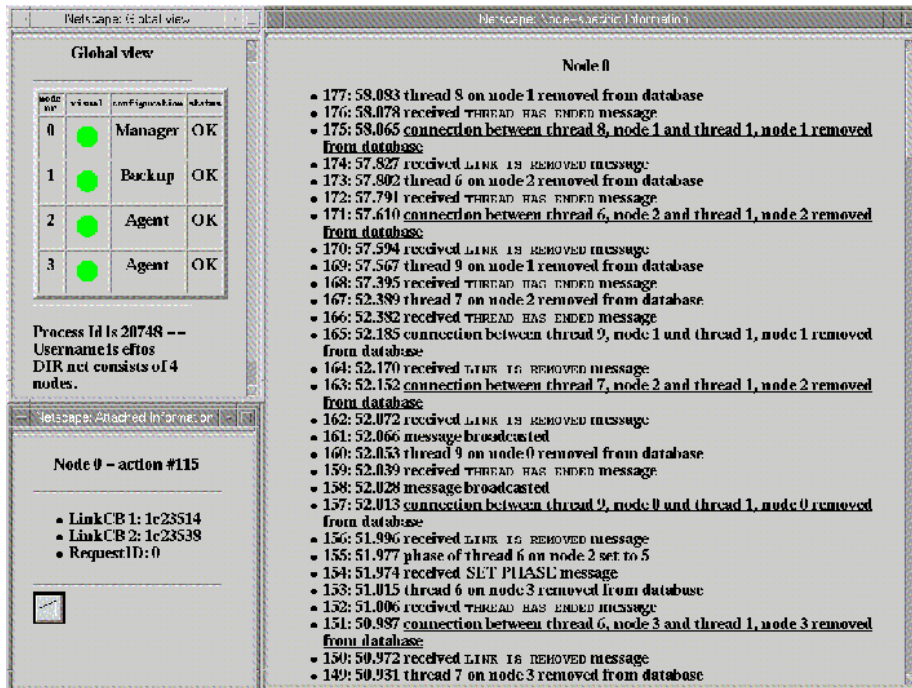 Netscape: Global view
Global view
node nr visual configuration status
0 Manager OK
1 Backup OK
2 Agent OK
3 Agent OK
Process Id is 20748 --
Username is eftos
DIR net consists of 4
nodes.
Netscape: Attached Information
Node 0 - action #115
LinkCB 1: 1c23514
LinkCB 2: 1c23538
RequestID: 0
Netscape: Node-specific Information
Node 0
177: 58.083 thread 8 on node 1 removed from database
176: 58.078 received THREAD HAS ENDED message
175: 58.065 connection between thread 8, node 1 and thread 1, node 1 removed
from database
174: 57.827 received LINK IS REMOVED message
173: 57.802 thread 6 on node 2 removed from database
172: 57.791 received THREAD HAS ENDED message
171: 57.610 connection between thread 6, node 2 and thread 1, node 2 removed
from database
170: 57.594 received LINK IS REMOVED message
169: 57.567 thread 9 on node 1 removed from database
168: 57.395 received THREAD HAS ENDED message
167: 52.389 thread 7 on node 2 removed from database
166: 52.382 received THREAD HAS ENDED message
165: 52.185 connection between thread 9, node 1 and thread 1, node 1 removed
from database
164: 52.170 received LINK IS REMOVED message
163: 52.152 connection between thread 7, node 2 and thread 1, node 2 removed
from database
162: 52.072 received LINK IS REMOVED message
161: 52.066 message broadcasted
160: 52.053 thread 9 on node 0 removed from database
159: 52.039 received THREAD HAS ENDED message
158: 52.028 message broadcasted
157: 52.013 connection between thread 9, node 0 and thread 1, node 0 removed
from database
156: 51.996 received LINK IS REMOVED message
155: 51.977 phase of thread 6 on node 2 set to 5
154: 51.974 received SET PHASE message
153: 51.015 thread 6 on node 3 removed from database
152: 51.006 received THREAD HAS ENDED message
151: 50.987 connection between thread 6, node 3 and thread 1, node 3 removed
from database
150: 50.972 received LINK IS REMOVED message
149: 50.931 thread 7 on node 3 removed from database